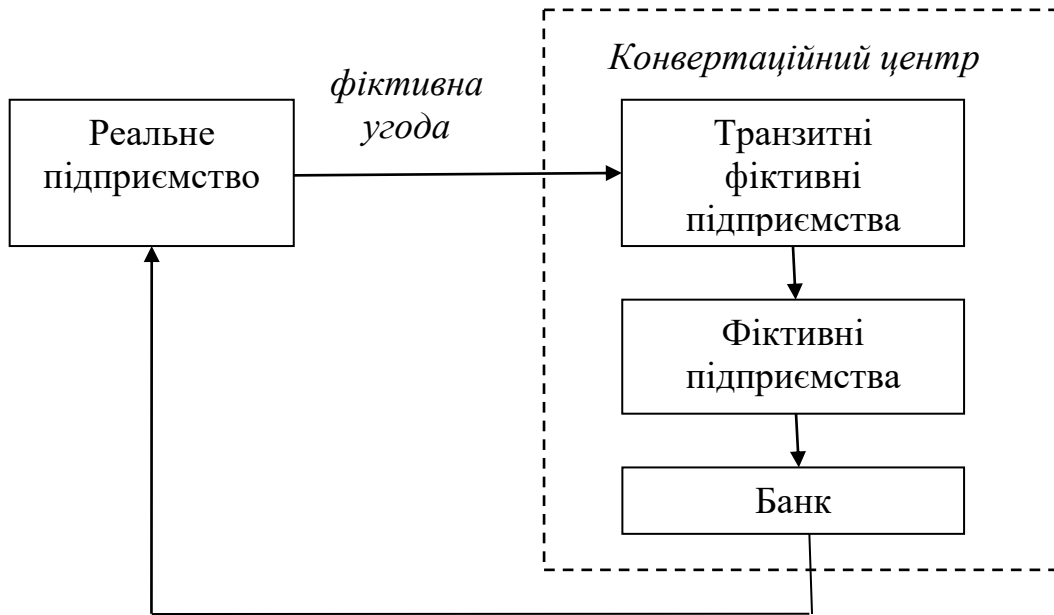 Конвертаційний центр
фіктивна
угода
Реальне
підприємство
Транзитні
фіктивні
підприємства
Фіктивні
підприємства
Банк